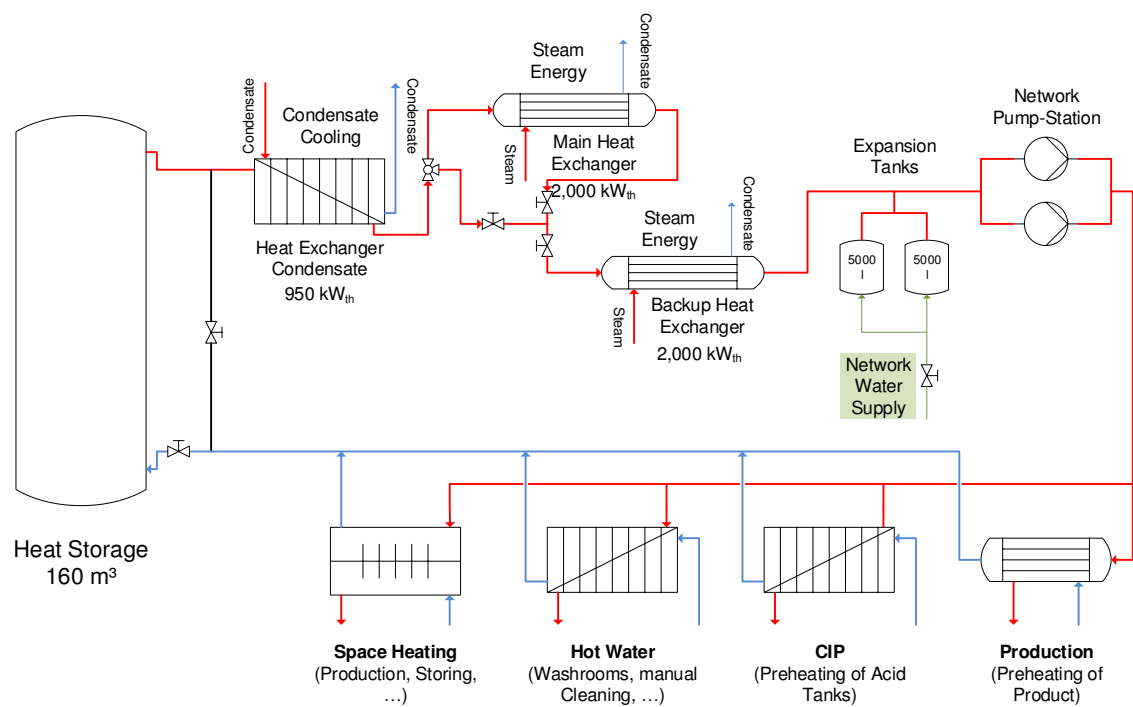 Steam
Energy
Condensate
Condensate
Condensate
Cooling
Condensate
Network
Pump-Station
Main Heat
Exchanger
2,000 kWth
Steam
Expansion
Tanks
Steam
Energy
Condensate
Heat Exchanger
Condensate
950 kWth
5000
l
5000
l
Backup Heat
Exchanger
2,000 kWth
Steam
Network
Water
Supply
Heat Storage
160 m³
Space Heating
(Production, Storing,
…)
Hot Water
(Washrooms, manual
Cleaning, …)
CIP
(Preheating of Acid
Tanks)
Production
(Preheating of
Product)